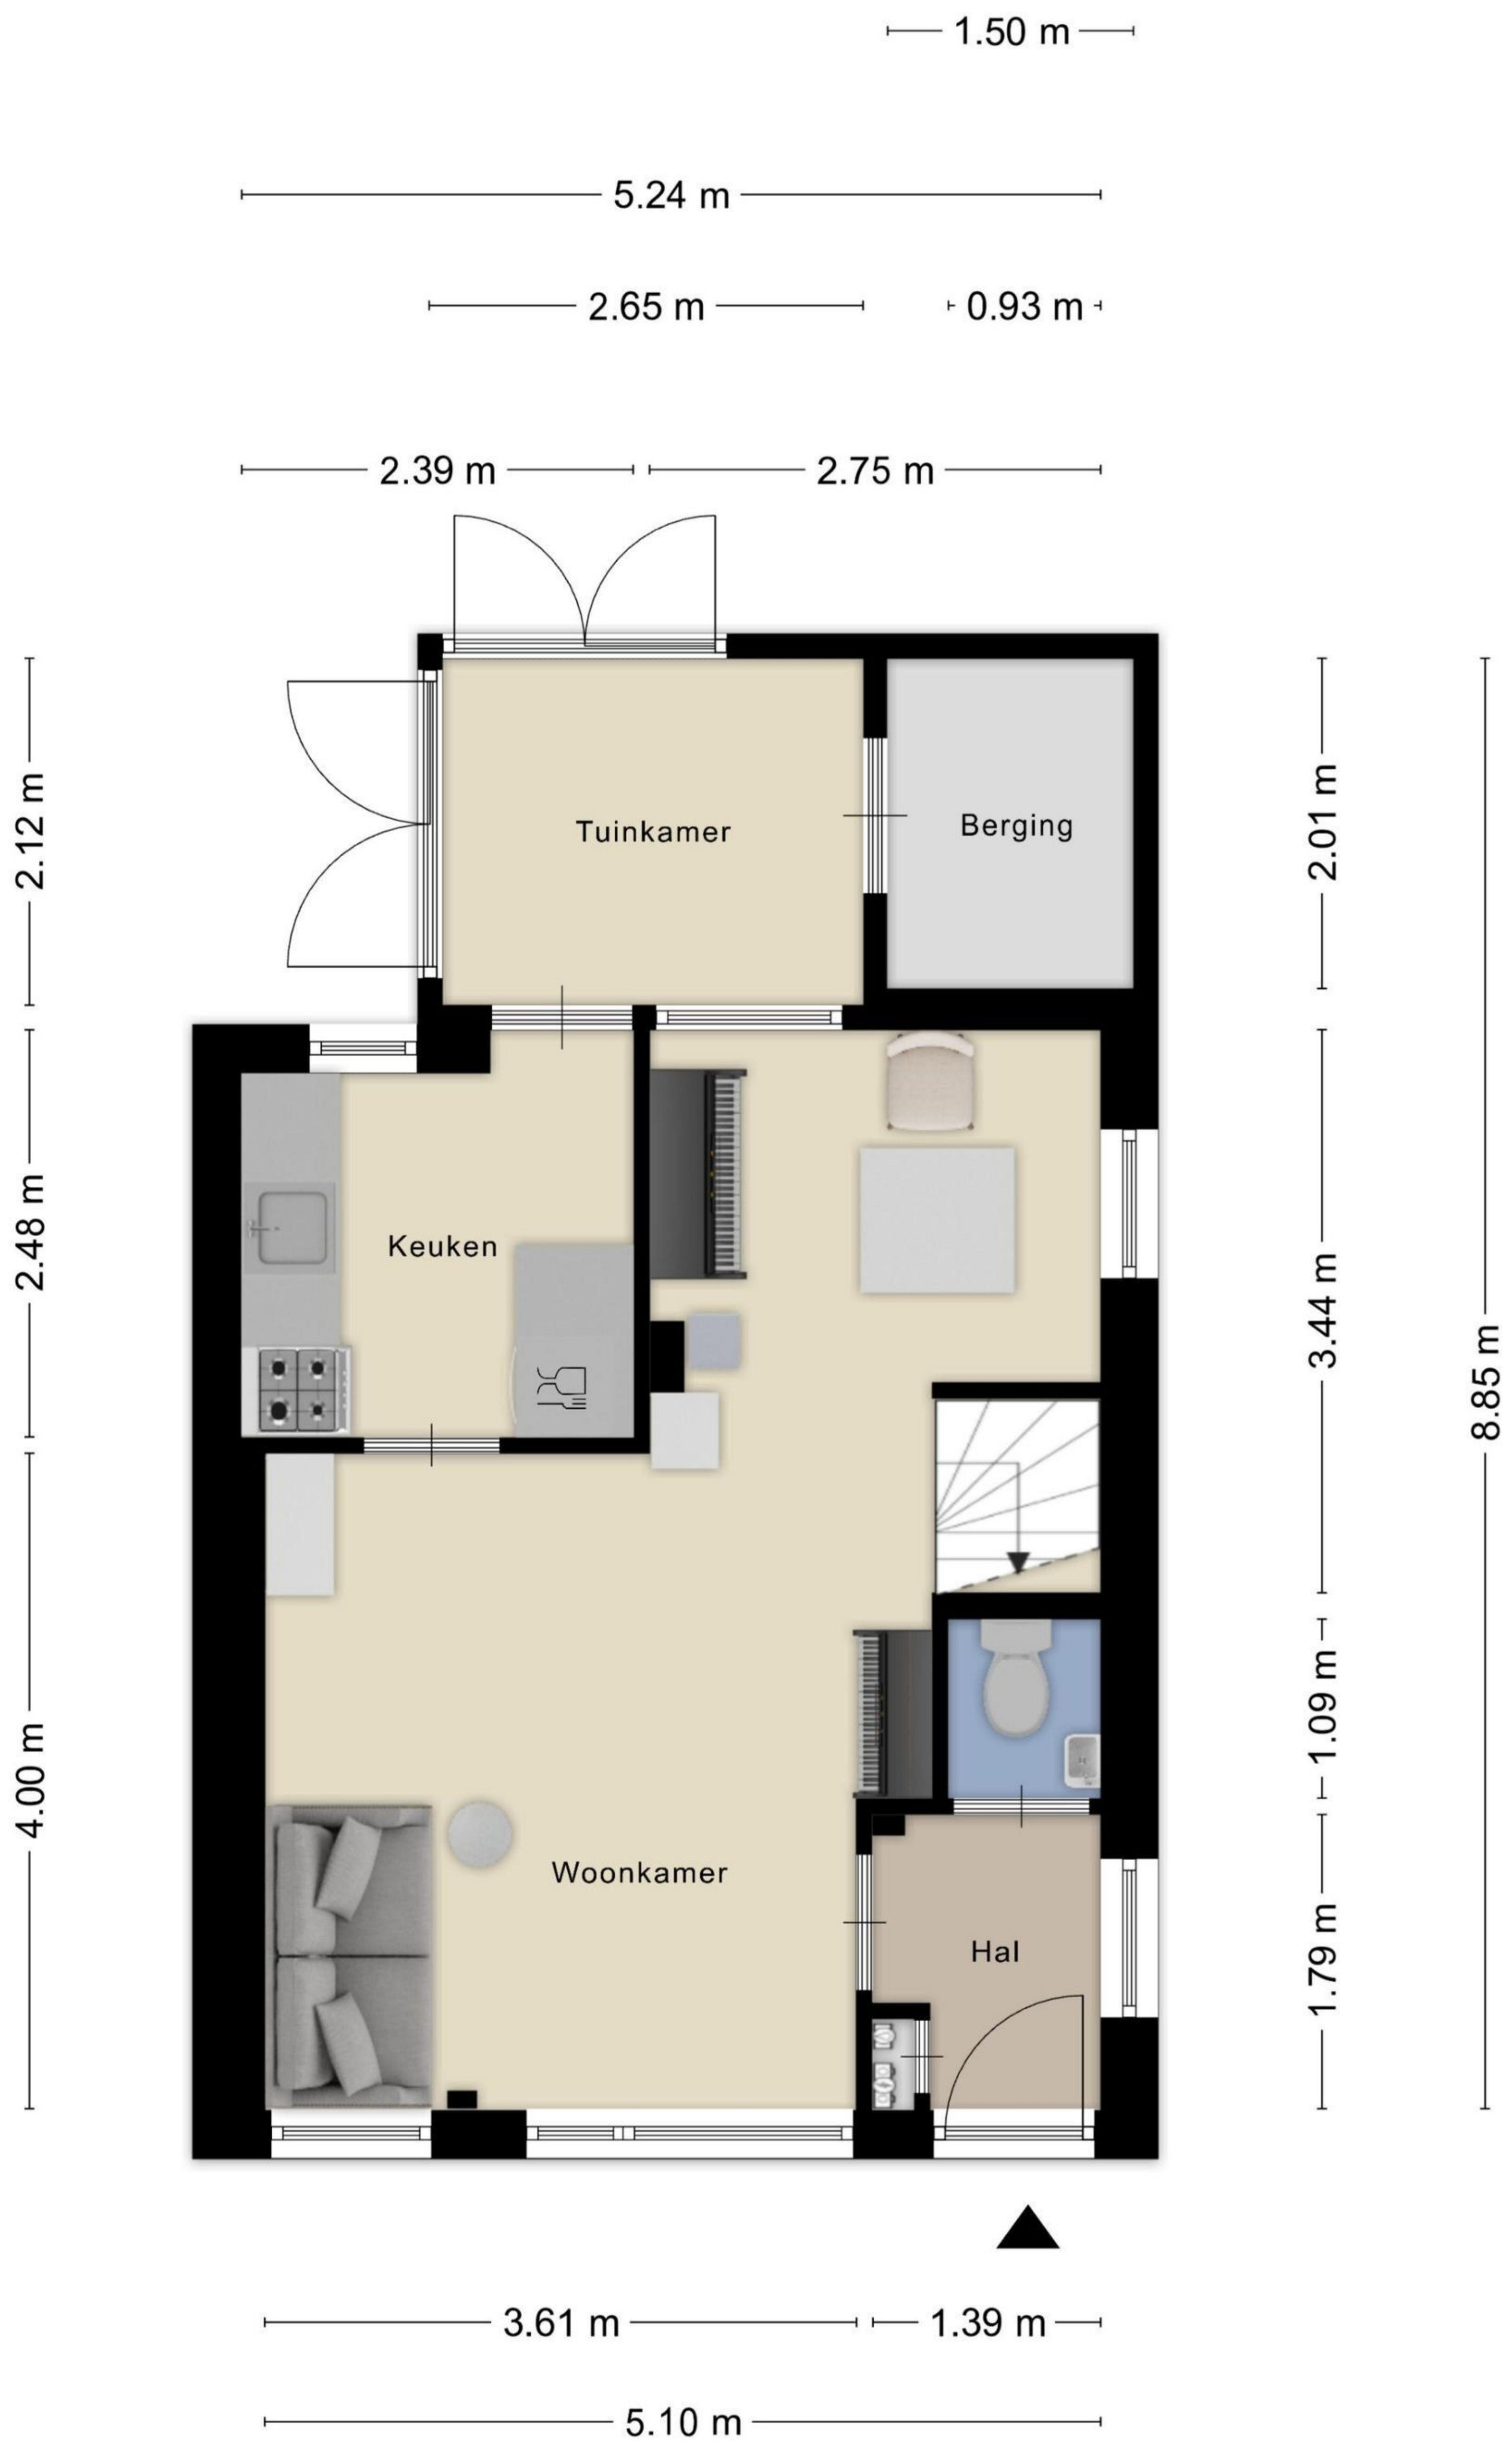 1.50 m
5.24 m
2.65 m
0.93 m
2.39 m
2.75 m
2.12 m
Tuinkamer
Berging
2.01 m
2.48 m
Keuken
3.44 m
8.85 m
1.09 m
4.00 m
Woonkamer
Hal
1.79 m
3.61 m
1.39 m
5.10 m